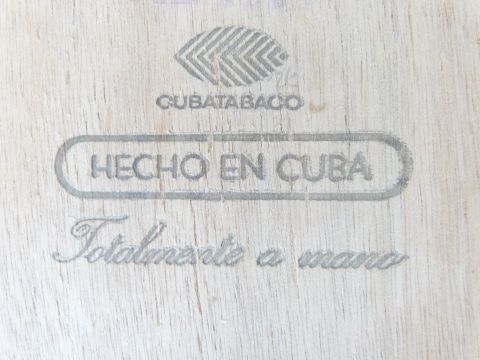 CUBATABACO
HECHO EN CUBA
Totalmente a mano